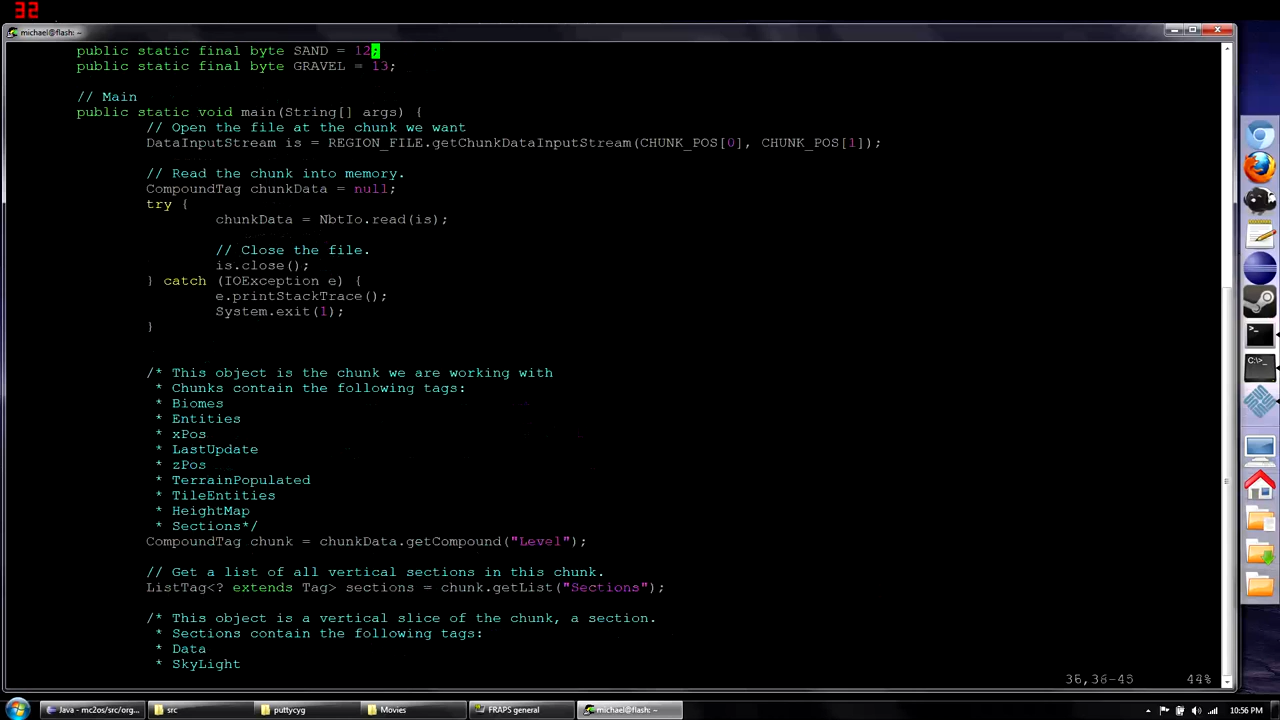 32
michael@flash: ~
public static final byte SAND = 12;
public static final byte GRAVEL = 13;
// Main
public static void main(String[] args) {
// Open the file at the chunk we want
DataInputStream is = REGION_FILE.getChunkDataInputStream(CHUNK_POS[0], CHUNK_POS[1]);
// Read the chunk into memory.
CompoundTag chunkData = null;
try {
chunkData = NbtIo.read(is);
// Close the file.
is.close();
} catch (IOException e) {
e.printStackTrace();
System.exit(1);
}
/* This object is the chunk we are working with
* Chunks contain the following tags:
* Biomes
* Entities
* xPos
* LastUpdate
* zPos
* TerrainPopulated
* TileEntities
* HeightMap
* Sections*/
CompoundTag chunk = chunkData.getCompound("Level");
// Get a list of all vertical sections in this chunk.
ListTag<? extends Tag> sections = chunk.getList("Sections");
/* This object is a vertical slice of the chunk, a section.
* Sections contain the following tags:
* Data
* SkyLight
36,36-45 44%
Java - mc2os/src/org... src puttycyg Movies FRAPS general michael@flash: ~ 10:56 PM